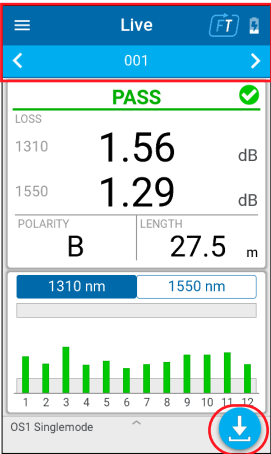 Live FT
001
PASS
LOSS
1310 1.56 dB
1550 1.29 dB
POLARITY LENGTH
B 27.5 m
1310 nm 1550 nm
1 2 3 4 5 6 7 8 9 10 11 12
OS1 Singlemode